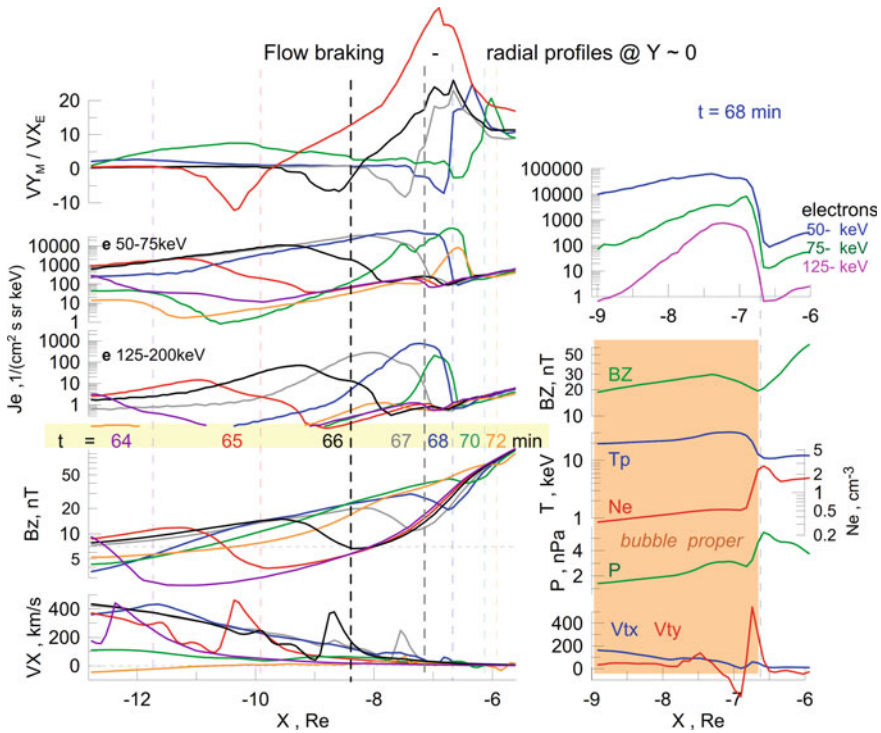 Flow braking - radial profiles @ Y ~ 0
VY_M / VX_E
20
10
0
-10
t = 68 min
100000
10000
1000
100
10
1
electrons
50- keV
75- keV
125- keV
-9 -8 -7 -6
X , Re
Je , 1/(cm² s sr keV)
e 50-75keV
10000
1000
100
10
1
e 125-200keV
1000
100
10
1
t = 64 65 66 67 68 70 72 min
Bz, nT
50
20
10
5
VX, km/s
400
200
0
-12 -10 -8 -6
X , Re
BZ, nT
50
30
10
BZ
T, keV
10
1
Tp
Ne
Ne , cm⁻³
5
2
1
0.5
0.2
bubble proper
P, nPa
4
2
P
Vtx Vty
400
200
0
-9 -8 -7 -6
X , Re